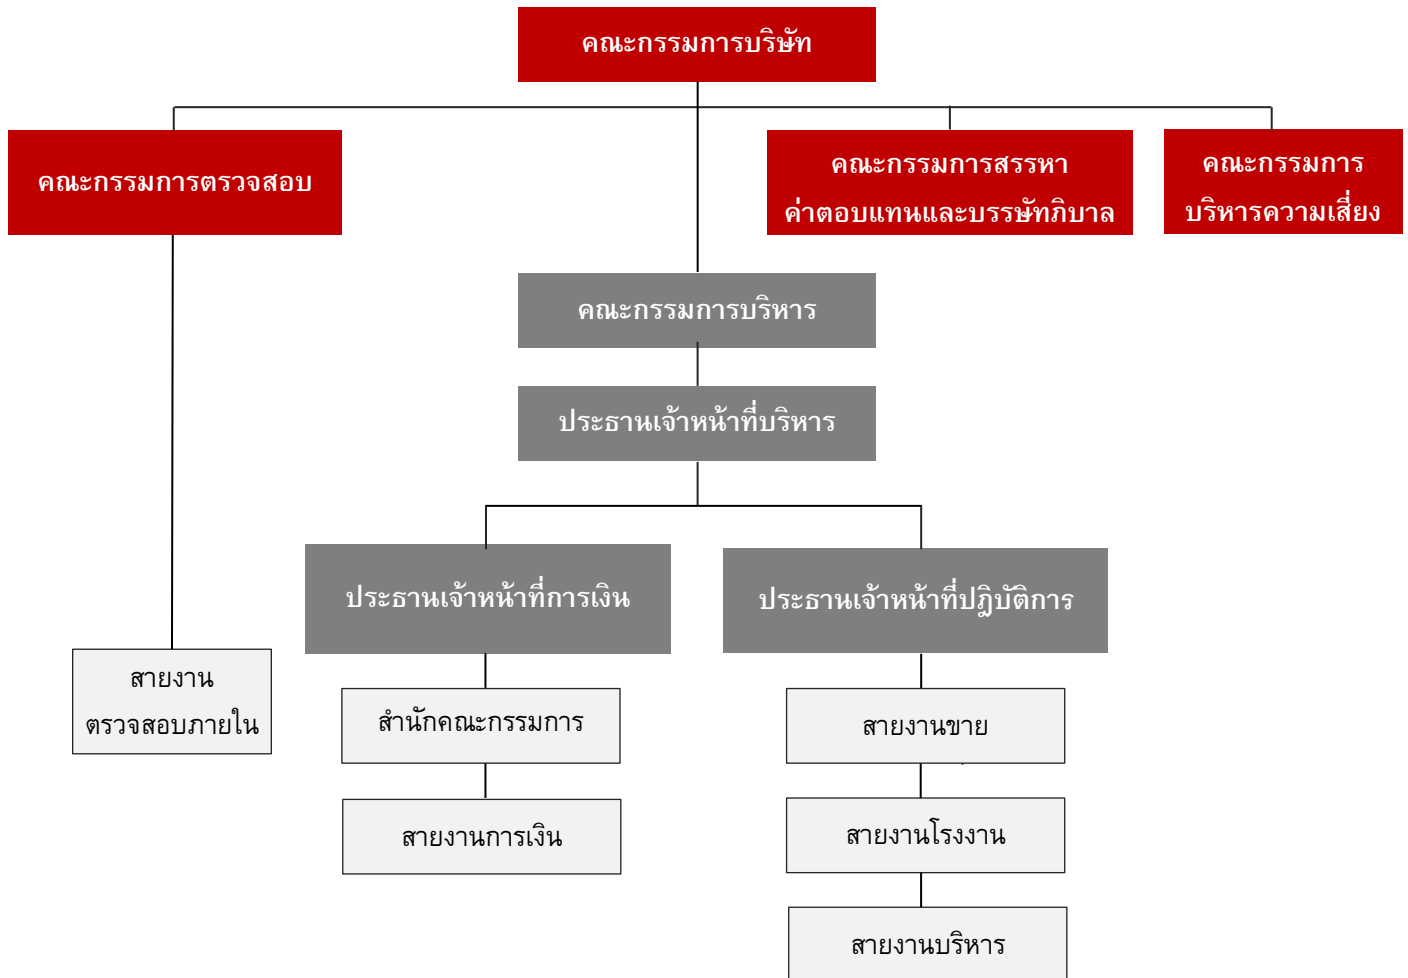 คณะกรรมการบริษัท
คณะกรรมการตรวจสอบ
คณะกรรมการสรรหา
ค่าตอบแทนและบรรษัทภิบาล
คณะกรรมการ
บริหารความเสี่ยง
คณะกรรมการบริหาร
ประธานเจ้าหน้าที่บริหาร
ประธานเจ้าหน้าที่การเงิน
ประธานเจ้าหน้าที่ปฎิบัติการ
สายงาน
ตรวจสอบภายใน
สำนักคณะกรรมการ
สายงานขาย
สายงานการเงิน
สายงานโรงงาน
สายงานบริหาร